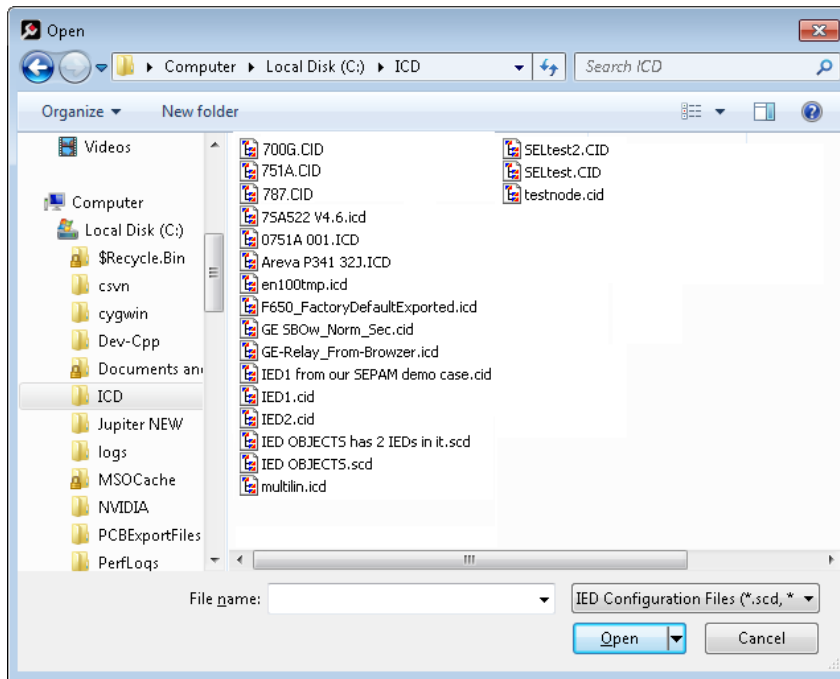 Open
Computer Local Disk (C:) ICD
Search ICD
Organize New folder
Videos
Computer
Local Disk (C:)
$Recycle.Bin
csvn
cygwin
Dev-Cpp
Documents an
ICD
Jupiter NEW
logs
MSOCache
NVIDIA
PCBExportFiles
PerfLogs
700G.CID
751A.CID
787.CID
7SA522 V4.6.icd
0751A 001.ICD
Areva P341 32J.ICD
en100tmp.icd
F650_FactoryDefaultExported.icd
GE SBOw_Norm_Sec.cid
GE-Relay_From-Browzer.icd
IED1 from our SEPAM demo case.cid
IED1.cid
IED2.cid
IED OBJECTS has 2 IEDs in it.scd
IED OBJECTS.scd
multilin.icd
SELtest2.CID
SELtest.CID
testnode.cid
File name:
IED Configuration Files (*.scd, *
Open
Cancel